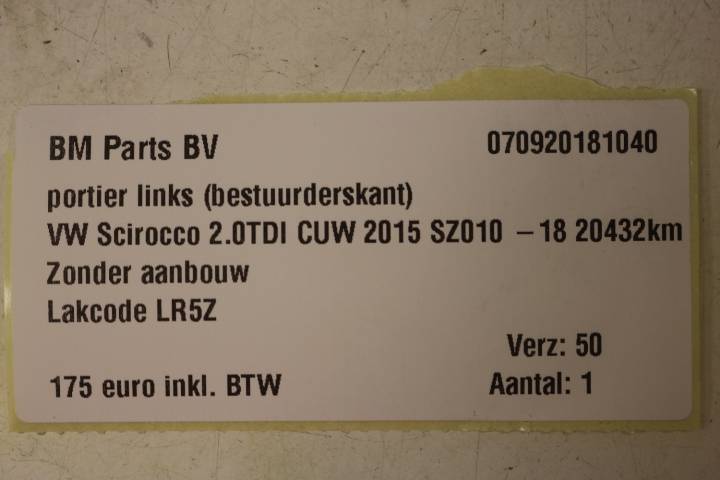 BM Parts BV 070920181040
portier links (bestuurderskant)
VW Scirocco 2.0TDI CUW 2015 SZ010 –18 20432km
Zonder aanbouw
Lakcode LR5Z
Verz: 50
175 euro inkl. BTW Aantal: 1